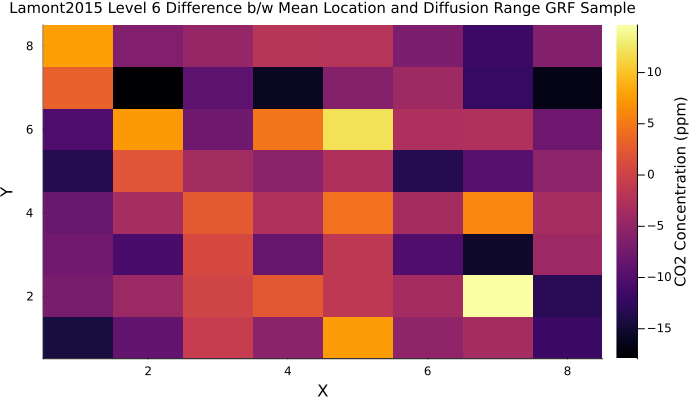 Lamont2015 Level 6 Difference b/w Mean Location and Diffusion Range GRF Sample
8
6
4
2
Y
2 4 6 8
X
10
5
0
−5
−10
−15
CO2 Concentration (ppm)